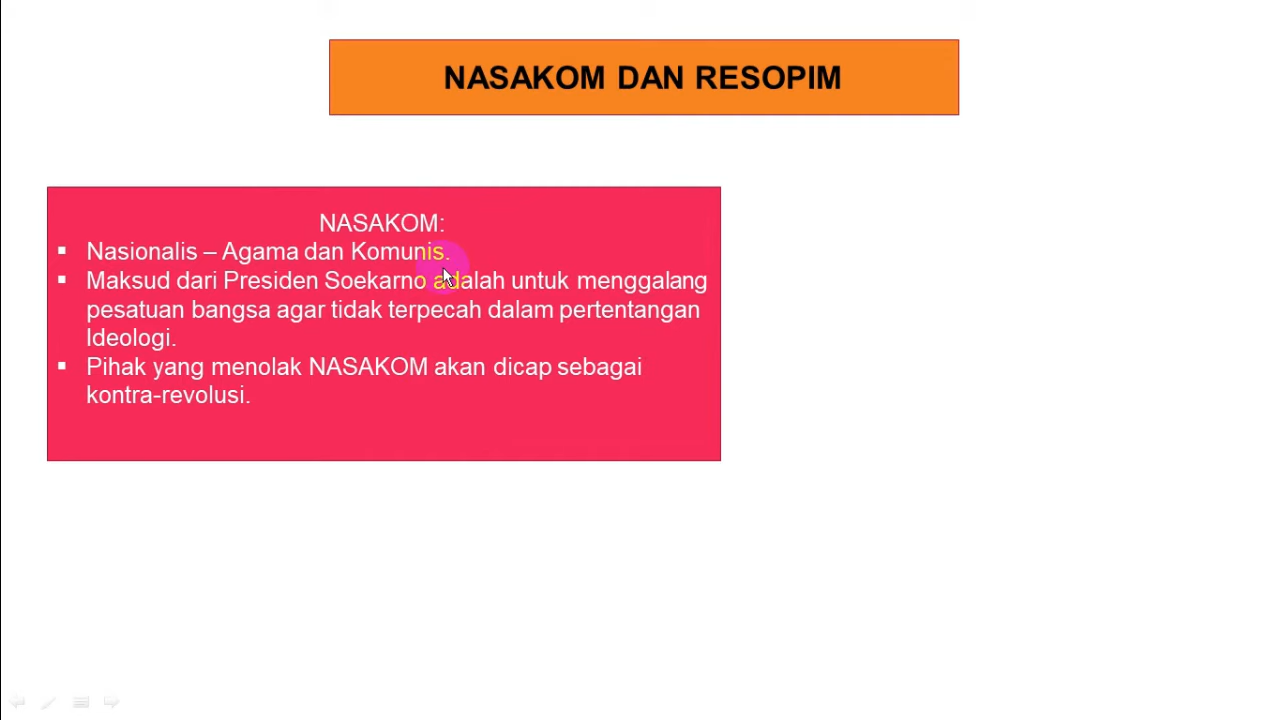 NASAKOM DAN RESOPIM
NASAKOM:
▪ Nasionalis – Agama dan Komunis.
▪ Maksud dari Presiden Soekarno adalah untuk menggalang
pesatuan bangsa agar tidak terpecah dalam pertentangan
Ideologi.
▪ Pihak yang menolak NASAKOM akan dicap sebagai
kontra-revolusi.